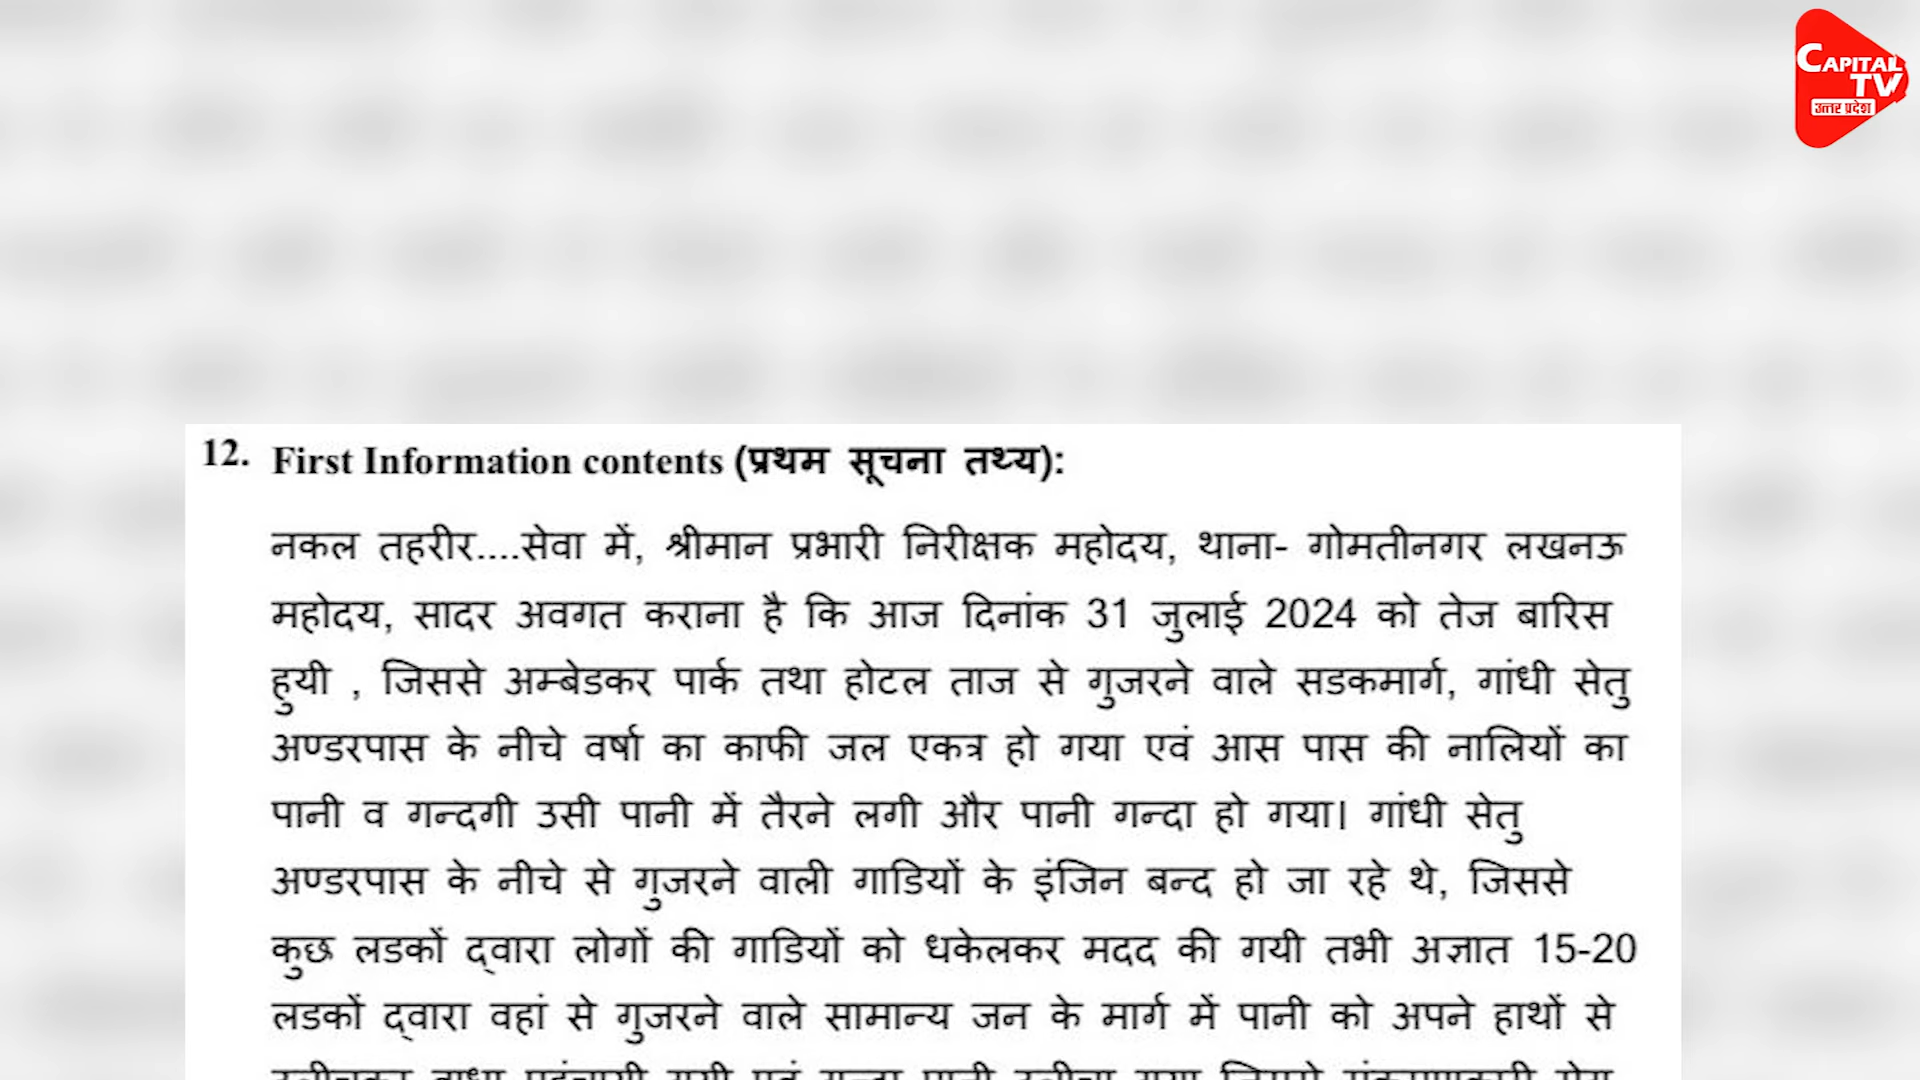 CAPITAL
TV
उत्तर प्रदेश
12. First Information contents (प्रथम सूचना तथ्य):
नकल तहरीर....सेवा में, श्रीमान प्रभारी निरीक्षक महोदय, थाना- गोमतीनगर लखनऊ
महोदय, सादर अवगत कराना है कि आज दिनांक 31 जुलाई 2024 को तेज बारिस
हुयी , जिससे अम्बेडकर पार्क तथा होटल ताज से गुजरने वाले सडकमार्ग, गांधी सेतु
अण्डरपास के नीचे वर्षा का काफी जल एकत्र हो गया एवं आस पास की नालियों का
पानी व गन्दगी उसी पानी में तैरने लगी और पानी गन्दा हो गया। गांधी सेतु
अण्डरपास के नीचे से गुजरने वाली गाडियों के इंजिन बन्द हो जा रहे थे, जिससे
कुछ लडकों द्वारा लोगों की गाडियों को धकेलकर मदद की गयी तभी अज्ञात 15-20
लडकों द्वारा वहां से गुजरने वाले सामान्य जन के मार्ग में पानी को अपने हाथों से